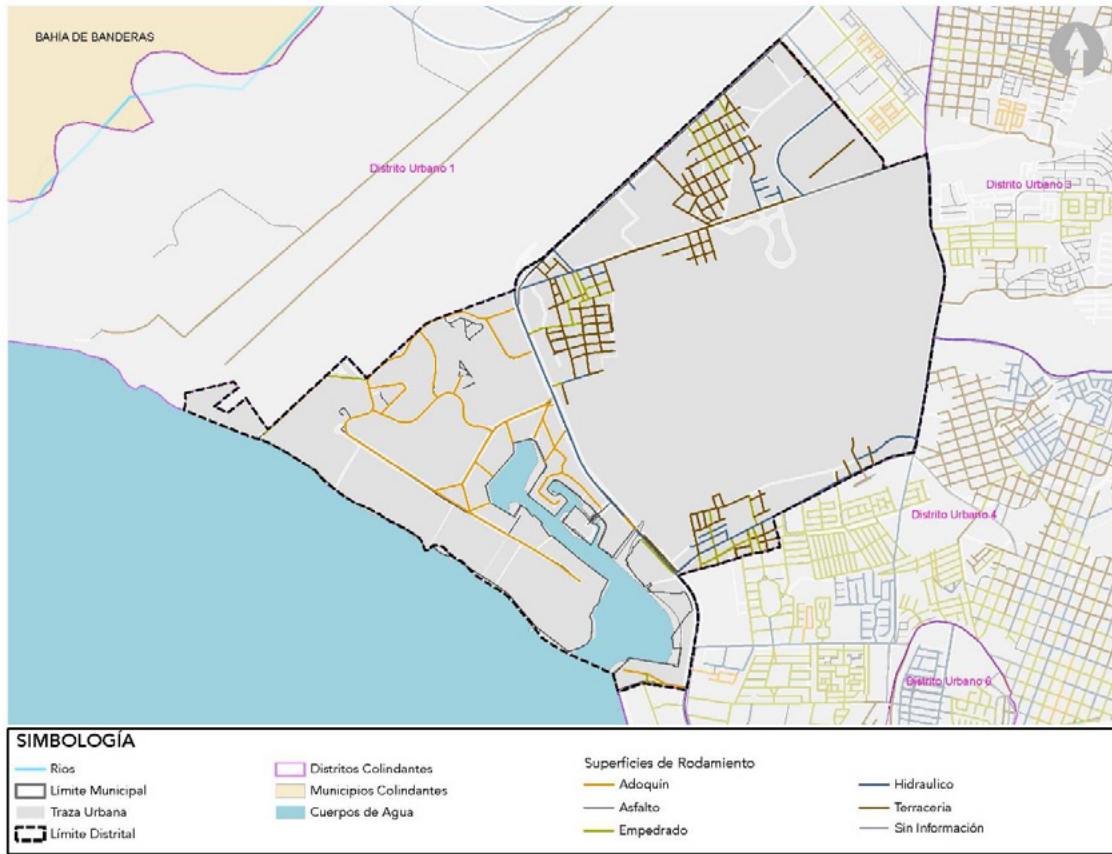 BAHÍA DE BANDERAS
Distrito Urbano 1
Distrito Urbano 3
Distrito Urbano 4
Distrito Urbano 6
SIMBOLOGÍA
Rios
Límite Municipal
Traza Urbana
Límite Distrital
Distritos Colindantes
Municipios Colindantes
Cuerpos de Agua
Superficies de Rodamiento
Adoquín
Asfalto
Empedrado
Hidraulico
Terraceria
Sin Información